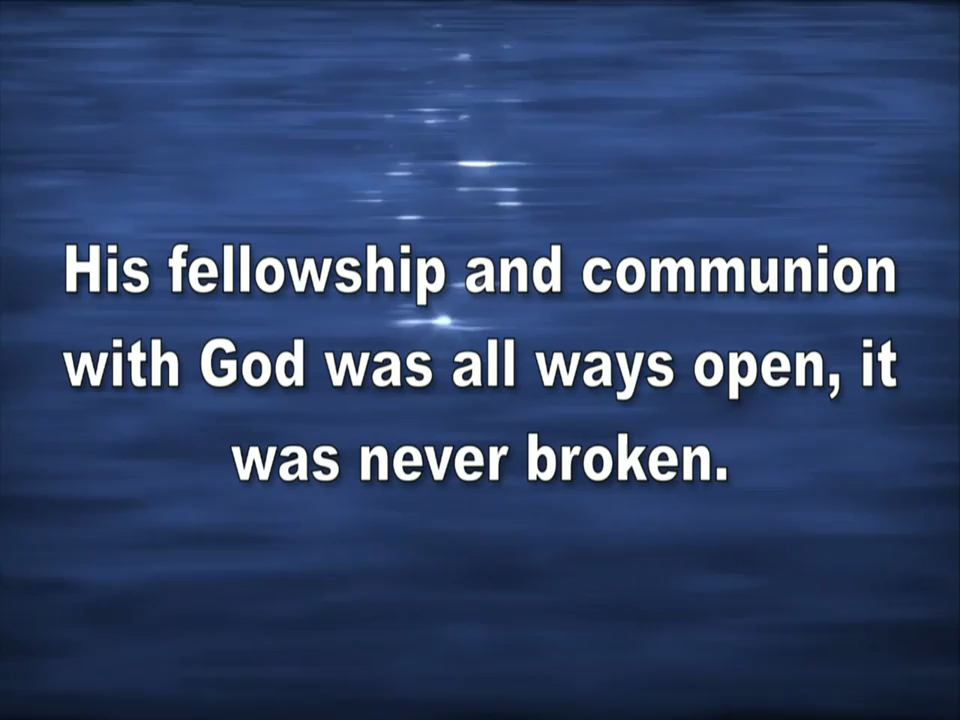 His fellowship and communion
with God was all ways open, it
was never broken.